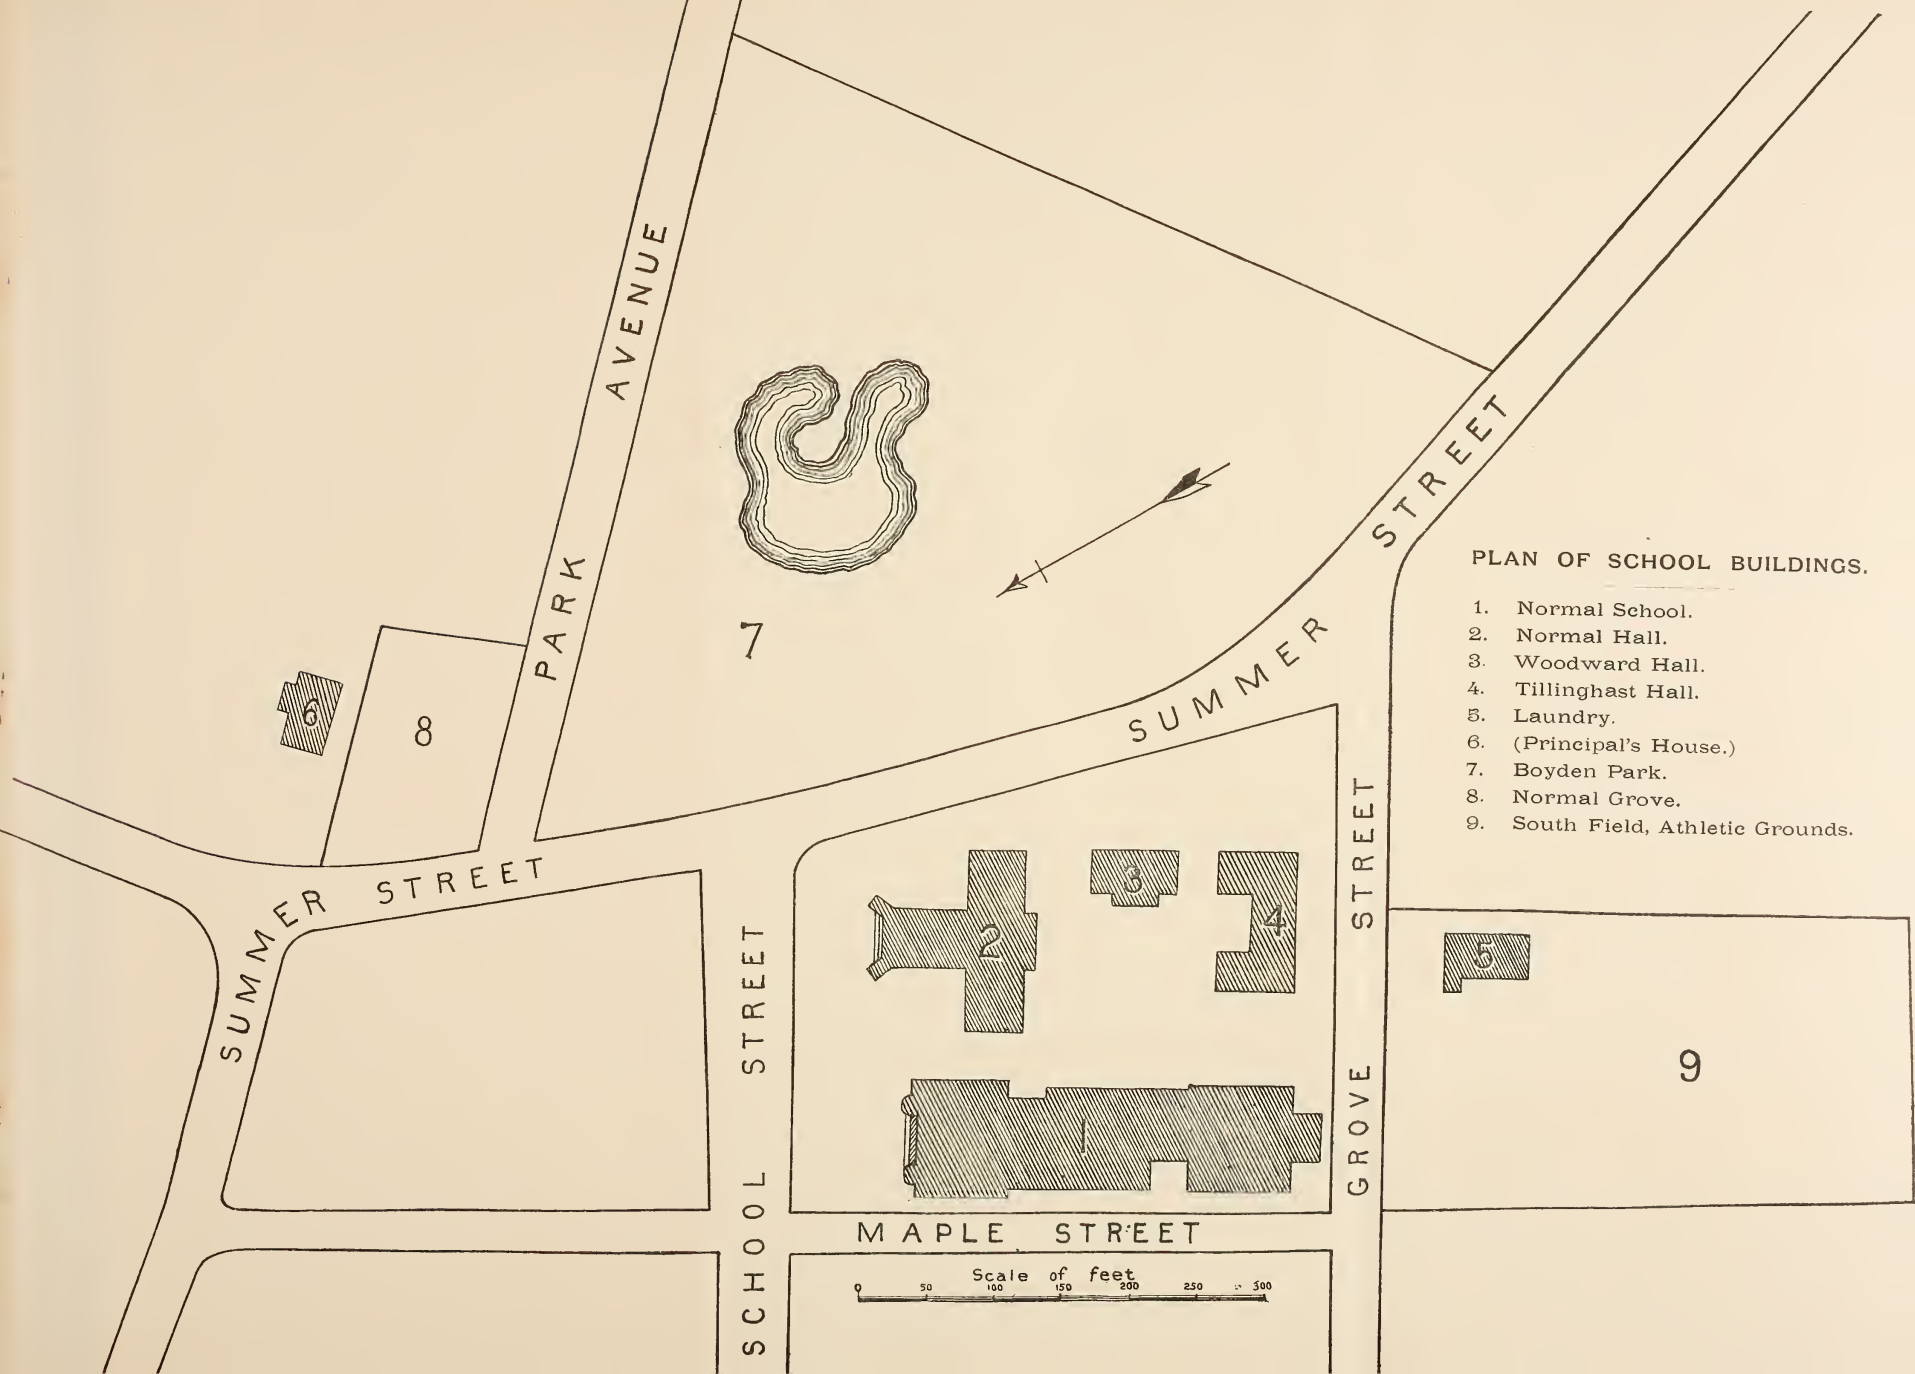 PARK AVENUE
7
SUMMER STREET
PLAN OF SCHOOL BUILDINGS.
1. Normal School.
2. Normal Hall.
3. Woodward Hall.
4. Tillinghast Hall.
5. Laundry.
6. (Principal's House.)
7. Boyden Park.
8. Normal Grove.
9. South Field, Athletic Grounds.
6
8
SUMMER STREET
SCHOOL STREET
2
3
4
1
GROVE STREET
5
9
MAPLE STREET
Scale of feet
0 50 100 150 200 250 300